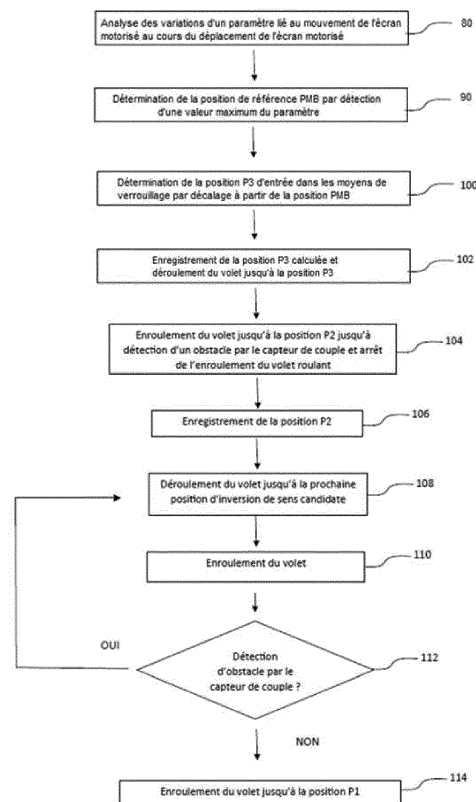 Analyse des variations d'un paramètre lié au mouvement de l'écran
motorisé au cours du déplacement de l'écran motorisé
80
Détermination de la position de référence PMB par détection
d'une valeur maximum du paramètre
90
Détermination de la position P3 d'entrée dans les moyens de
verrouillage par décalage à partir de la position PMB
100
Enregistrement de la position P3 calculée et
déroulement du volet jusqu'à la position P3
102
Enroulement du volet jusqu'à la position P2 jusqu'à
détection d'un obstacle par le capteur de couple et arrêt
de l'enroulement du volet roulant
104
Enregistrement de la position P2
106
Déroulement du volet jusqu'à la prochaine
position d'inversion de sens candidate
108
Enroulement du volet
110
OUI
Détection
d'obstacle par le
capteur de couple ?
112
NON
114
Enroulement du volet jusqu'à la position P1